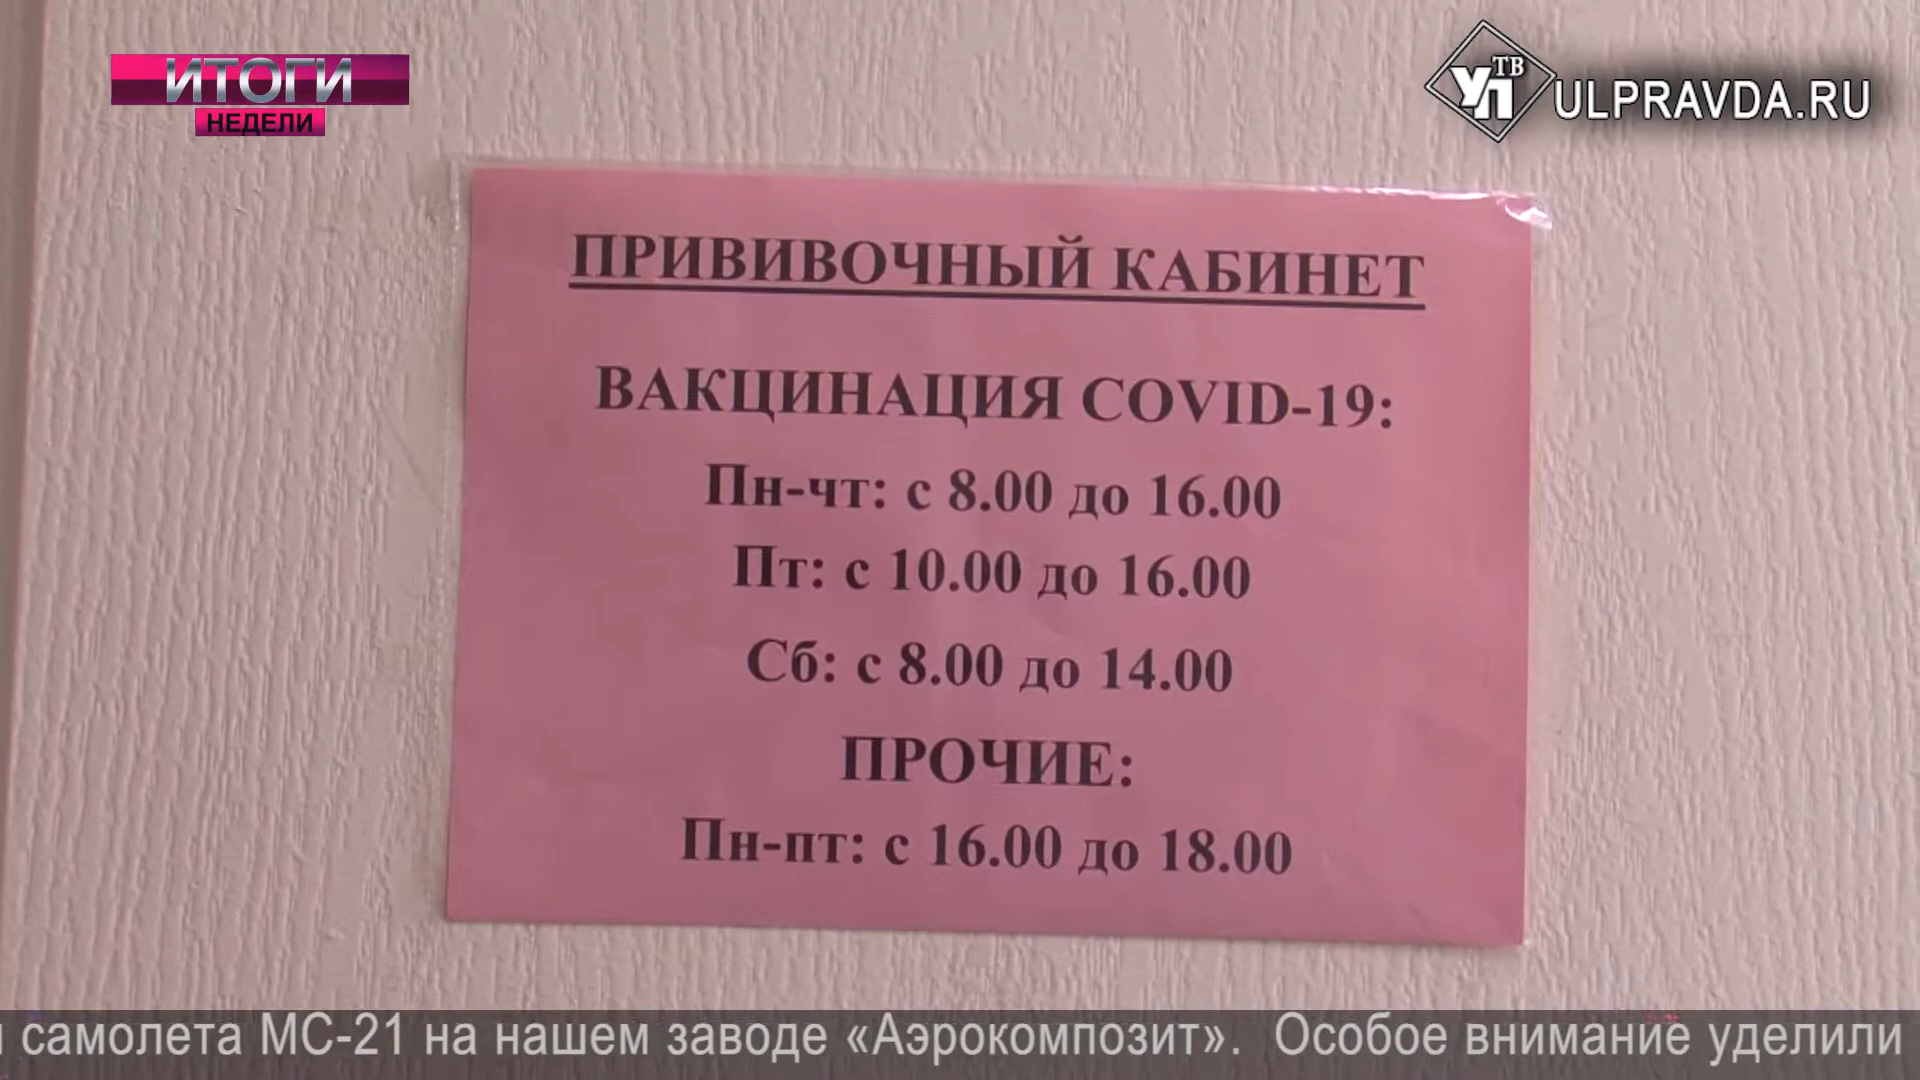 ИТОГИ
НЕДЕЛИ
УП ТВ
ULPRAVDA.RU
ПРИВИВОЧНЫЙ КАБИНЕТ
ВАКЦИНАЦИЯ COVID-19:
Пн-чт: с 8.00 до 16.00
Пт: с 10.00 до 16.00
Сб: с 8.00 до 14.00
ПРОЧИЕ:
Пн-пт: с 16.00 до 18.00
самолета МС-21 на нашем заводе «Аэрокомпозит». Особое внимание уделили